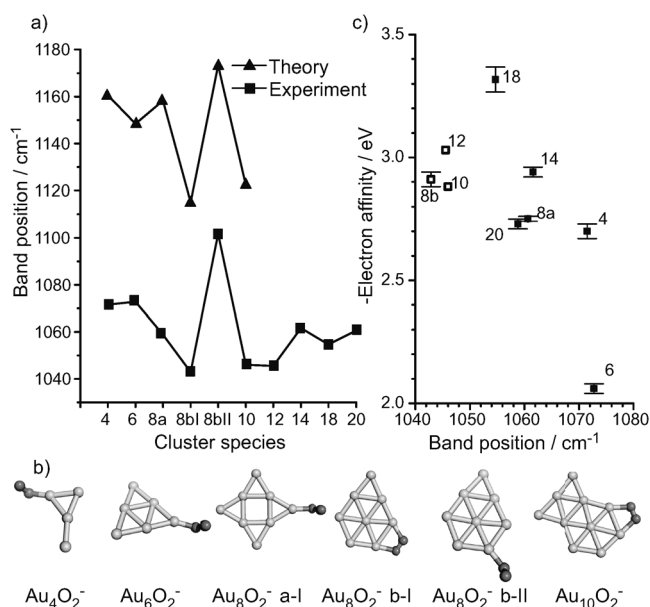 a)
Band position / cm⁻¹
1180
1160
1140
1120
1100
1080
1060
1040
Theory
Experiment
4 6 8a 8bI 8bII 10 12 14 18 20
Cluster species
c)
-Electron affinity / eV
3.5
3.0
2.5
2.0
18
12
14
8b
10
20
8a
4
6
1040 1050 1060 1070 1080
Band position / cm⁻¹
b)
Au₄O₂⁻ Au₆O₂⁻ Au₈O₂⁻ a-I Au₈O₂⁻ b-I Au₈O₂⁻ b-II Au₁₀O₂⁻